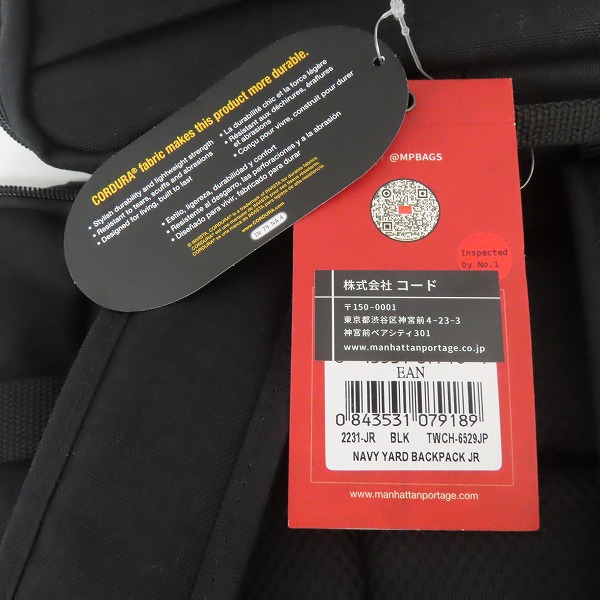 CORDURA® fabric makes this product more durable.
• Stylish durability and lightweight strength
• Resistant to tears, scuffs and abrasions
• Designed for living; built to last
• La durabilité chic et la force légère
• Résistant aux déchirures, éraflures
et abrasions
• Conçu pour vivre, construit pour durer
• Estilo, ligereza, durabilidad y confort
• Resistente al desgarro, las perforaciones y a la abrasión
• Diseñado para vivir, fabricado para durar
www.CORDURA.com
@MPBAGS
Inspected
by No.1
株式会社 コード
〒150-0001
東京都渋谷区神宮前4-23-3
神宮前ペアシティ301
www.manhattanportage.co.jp
EAN
0 843531 079189
2231-JR BLK TWCH-6529JP
NAVY YARD BACKPACK JR
www.manhattanportage.com